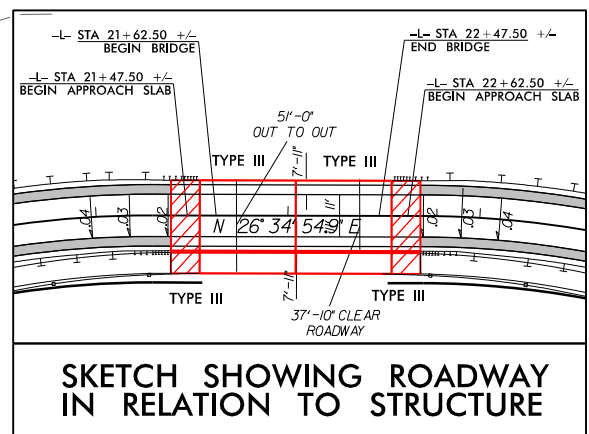 -L- STA 21+62.50 +/-
BEGIN BRIDGE
-L- STA 22+47.50 +/-
END BRIDGE
-L- STA 21+47.50 +/-
BEGIN APPROACH SLAB
-L- STA 22+62.50 +/-
BEGIN APPROACH SLAB
51'-0"
OUT TO OUT
TYPE III
7'-11"
TYPE III
.04
.03
.02
11'
.02
.03
.04
N 26° 34' 54.9" E
7'-11"
TYPE III
TYPE III
37'-10" CLEAR
ROADWAY
SKETCH SHOWING ROADWAY
IN RELATION TO STRUCTURE